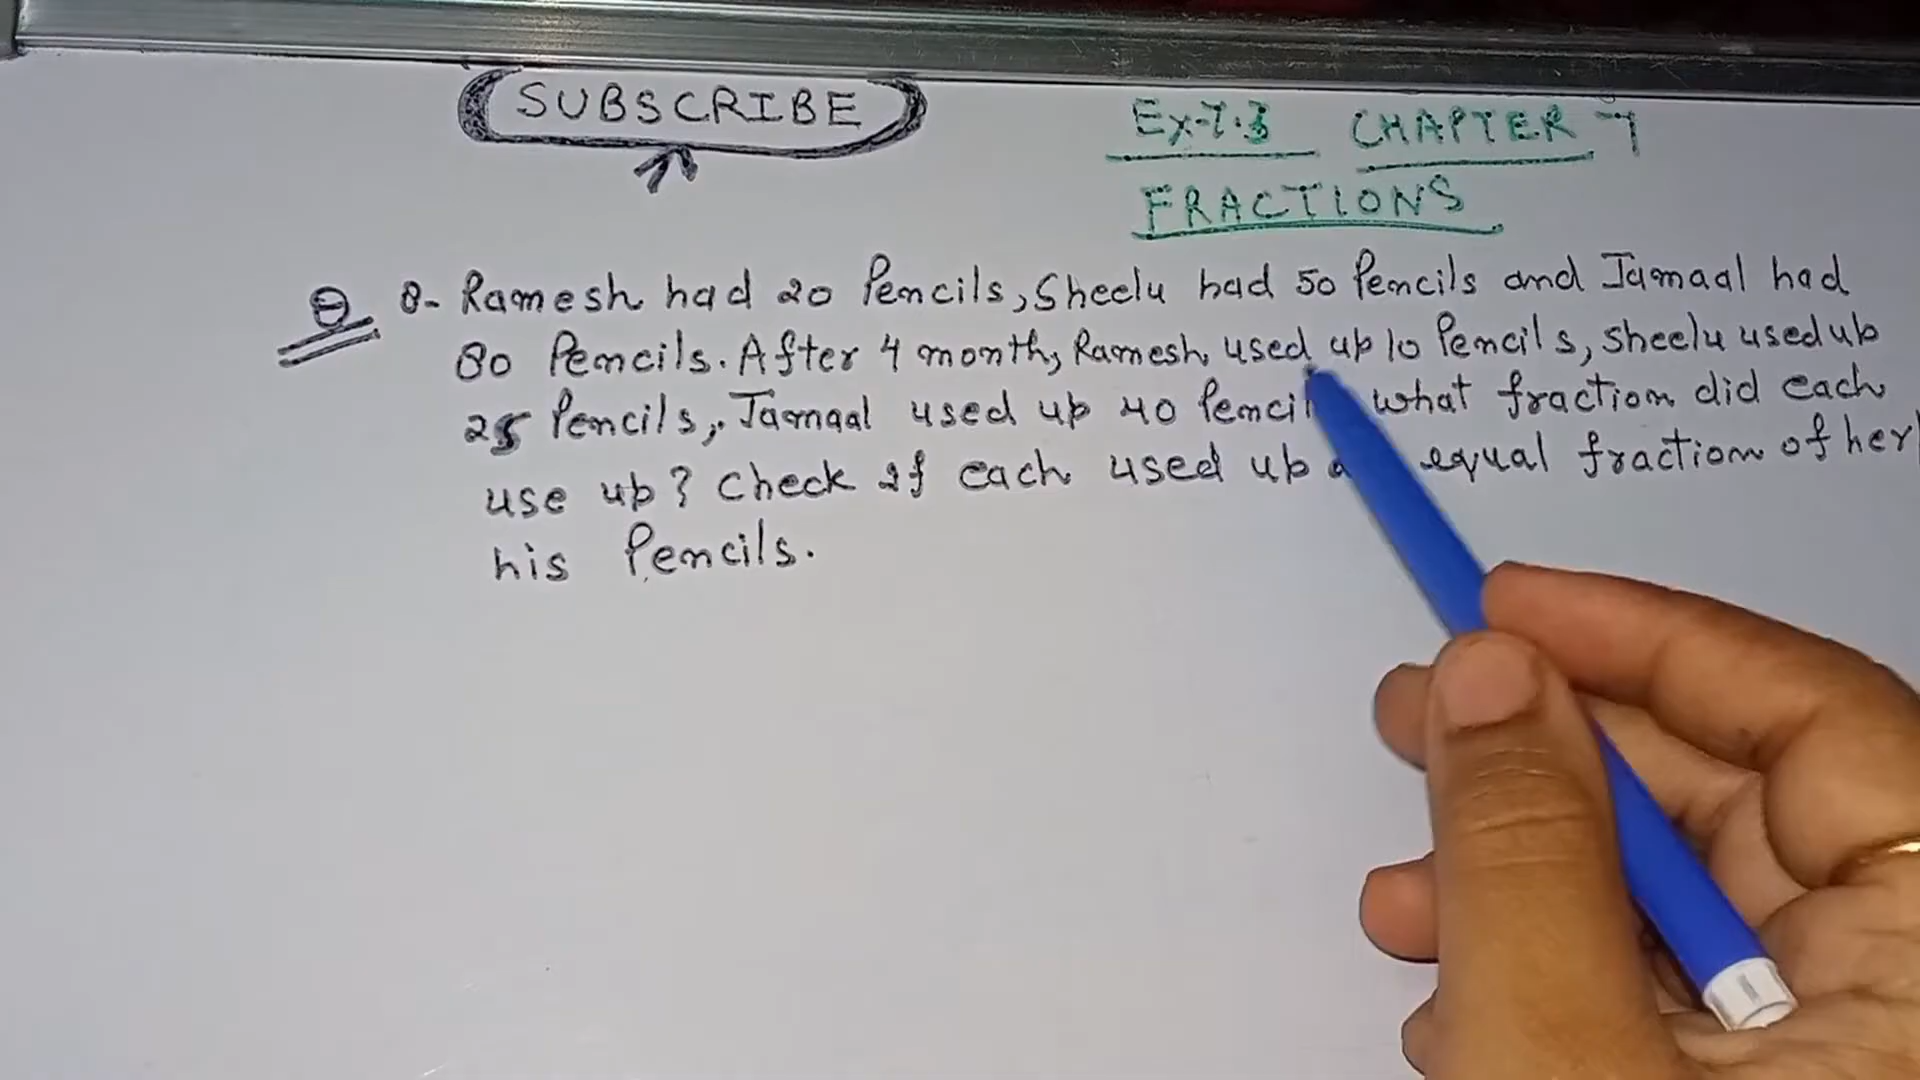 SUBSCRIBE
Ex-7.3 CHAPTER 7
FRACTIONS
Q 8- Ramesh had 20 Pencils, Sheelu had 50 Pencils and Jamaal had
80 Pencils. After 4 month, Ramesh used up 10 Pencils, Sheelu used up
25 Pencils, Jamaal used up 40 What fraction did each
use up? Check If each used up equal fraction of her
his Pencils.